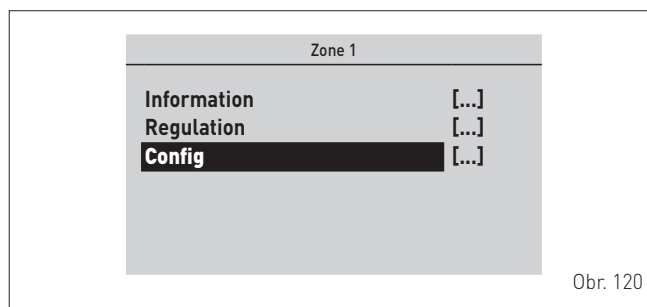 Zone 1
Information [...]
Regulation [...]
Config [...]
Obr. 120